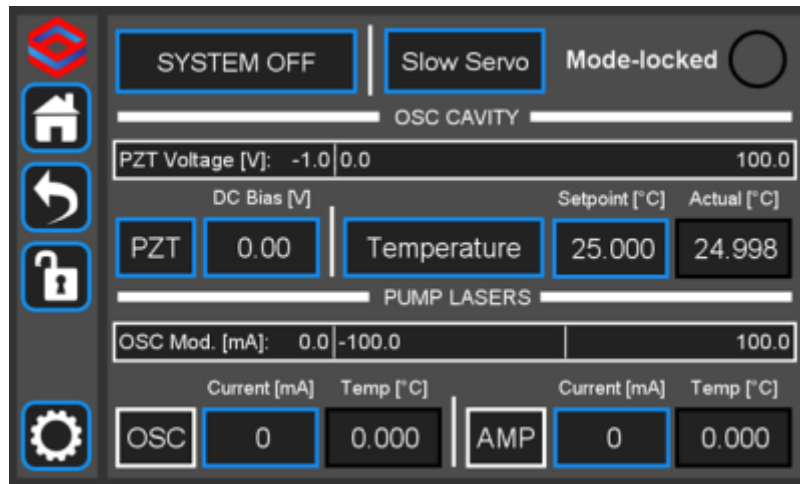 SYSTEM OFF Slow Servo Mode-locked
OSC CAVITY
PZT Voltage [V]: -1.0 0.0 100.0
DC Bias [V] Setpoint [°C] Actual [°C]
PZT 0.00 Temperature 25.000 24.998
PUMP LASERS
OSC Mod. [mA]: 0.0 -100.0 100.0
Current [mA] Temp [°C] Current [mA] Temp [°C]
OSC 0 0.000 AMP 0 0.000